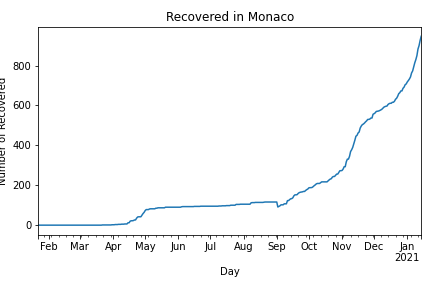 Recovered in Monaco
Number of Recovered
800
600
400
200
0
Feb Mar Apr May Jun Jul Aug Sep Oct Nov Dec Jan
2021
Day